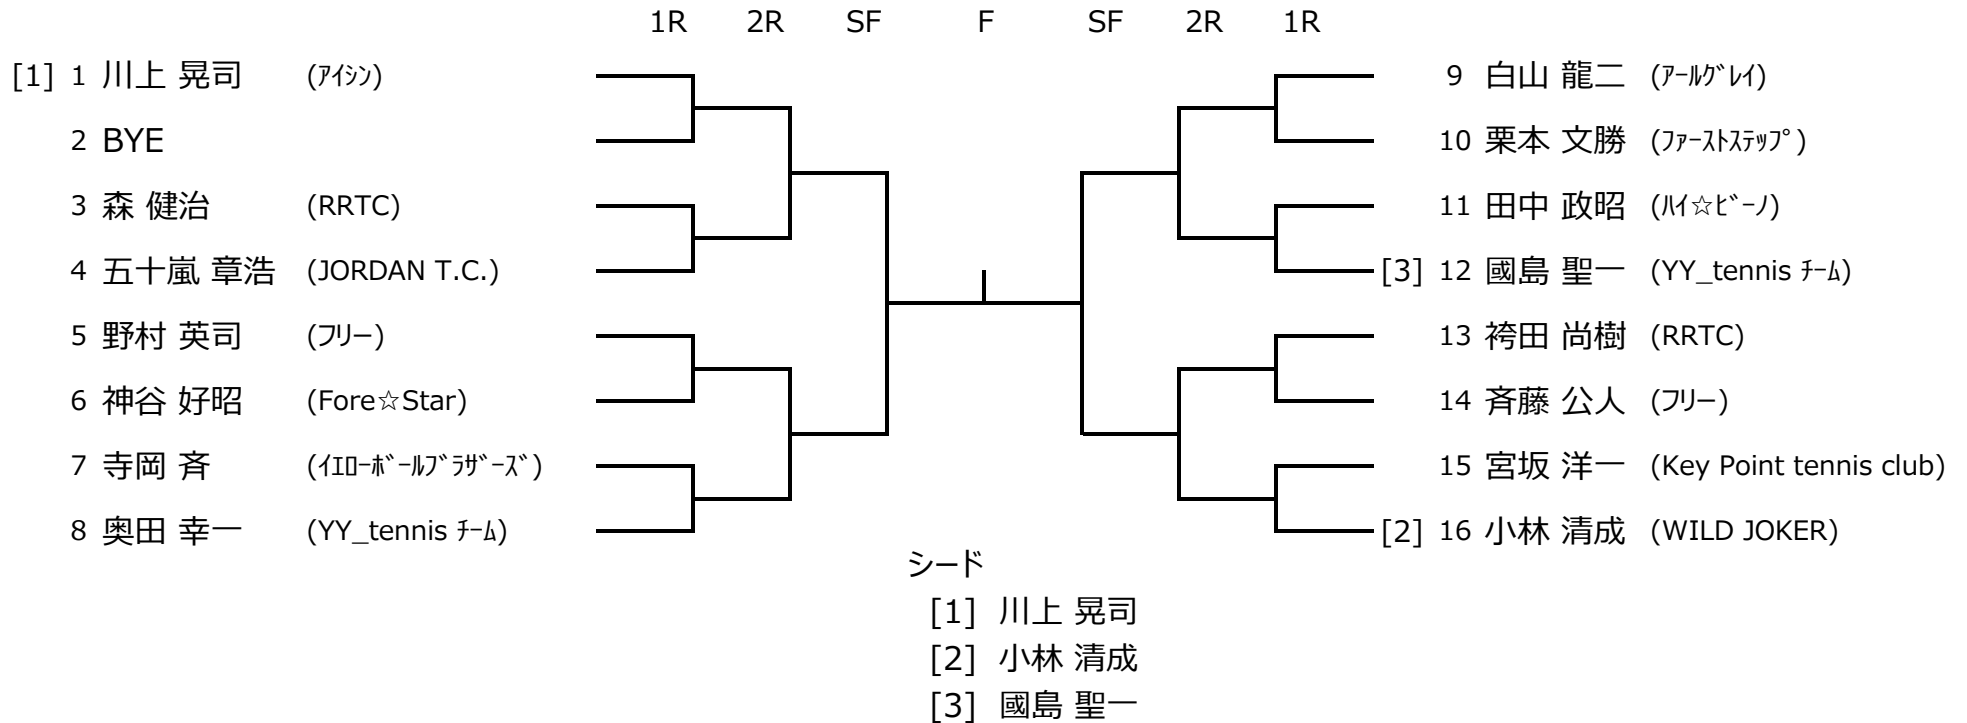 1R 2R SF F SF 2R 1R
[1] 1 川上 晃司 (ｱｲｼﾝ)
2 BYE
3 森 健治 (RRTC)
4 五十嵐 章浩 (JORDAN T.C.)
5 野村 英司 (フリー)
6 神谷 好昭 (Fore☆Star)
7 寺岡 斉 (ｲｴﾛｰﾎﾞｰﾙﾌﾞﾗｻﾞｰｽﾞ)
8 奥田 幸一 (YY_tennis ﾁｰﾑ)
9 白山 龍二 (ｱｰﾙｸﾞﾚｲ)
10 栗本 文勝 (ﾌｧｰｽﾄｽﾃｯﾌﾟ)
11 田中 政昭 (ﾊｲ☆ﾋﾞｰﾉ)
[3] 12 國島 聖一 (YY_tennis ﾁｰﾑ)
13 袴田 尚樹 (RRTC)
14 斉藤 公人 (フリー)
15 宮坂 洋一 (Key Point tennis club)
[2] 16 小林 清成 (WILD JOKER)
シード
[1] 川上 晃司
[2] 小林 清成
[3] 國島 聖一